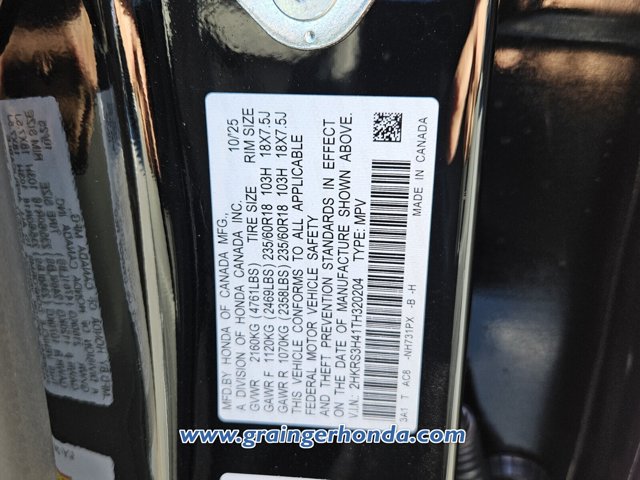 MFD.BY HONDA OF CANADA MFG., 10/25
A DIVISION OF HONDA CANADA INC.
GVWR 2160KG (4761LBS) TIRE SIZE RIM SIZE
GAWR F 1120KG (2469LBS) 235/60R18 103H 18X7.5J
GAWR R 1070KG (2358LBS) 235/60R18 103H 18X7.5J
THIS VEHICLE CONFORMS TO ALL APPLICABLE
FEDERAL MOTOR VEHICLE SAFETY
AND THEFT PREVENTION STANDARDS IN EFFECT
ON THE DATE OF MANUFACTURE SHOWN ABOVE.
V.I.N: 2HKRS3H41TH320204 TYPE: MPV
3A1 T AC8 -NH731PX -B -H MADE IN CANADA
www.graingerhonda.com